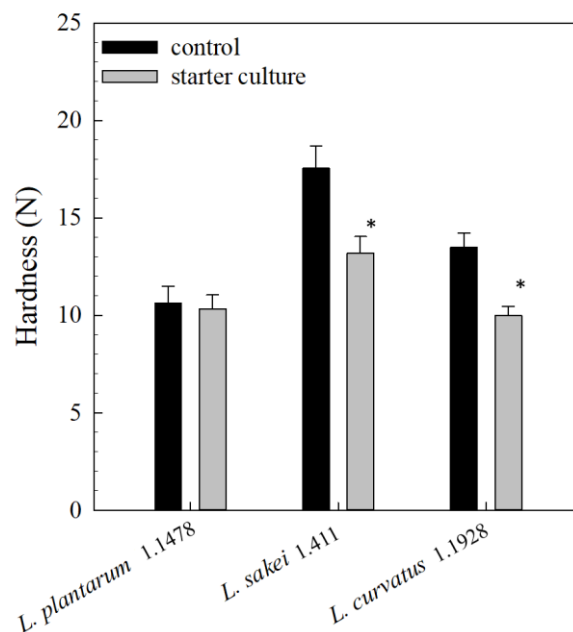 25
control
starter culture
20
15
10
5
0
Hardness (N)
*
*
L. plantarum 1.1478
L. sakei 1.411
L. curvatus 1.1928